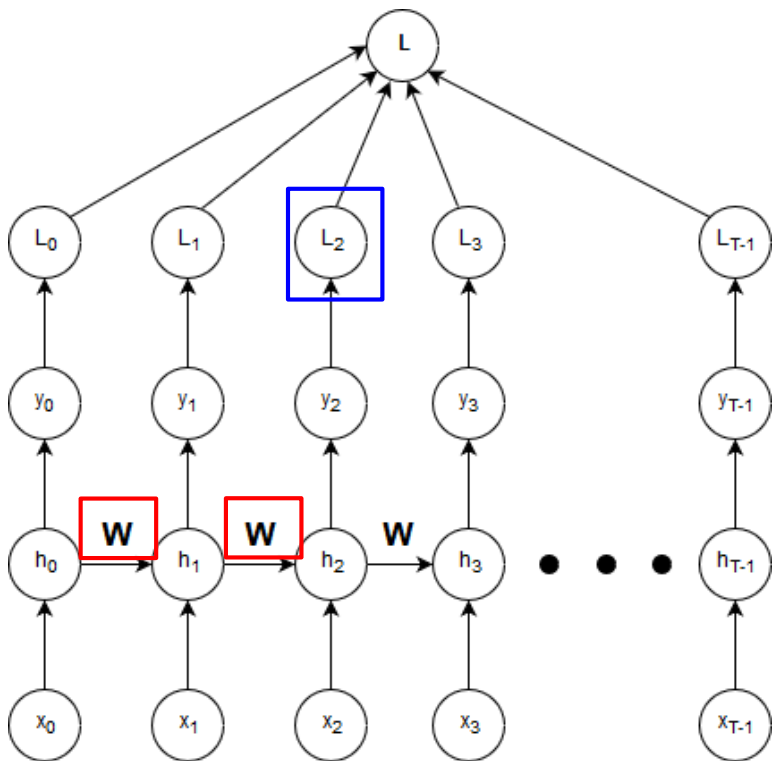 L
L0 L1 L2 L3 LT-1
y0 y1 y2 y3 yT-1
W W W
h0 h1 h2 h3 hT-1
x0 x1 x2 x3 xT-1